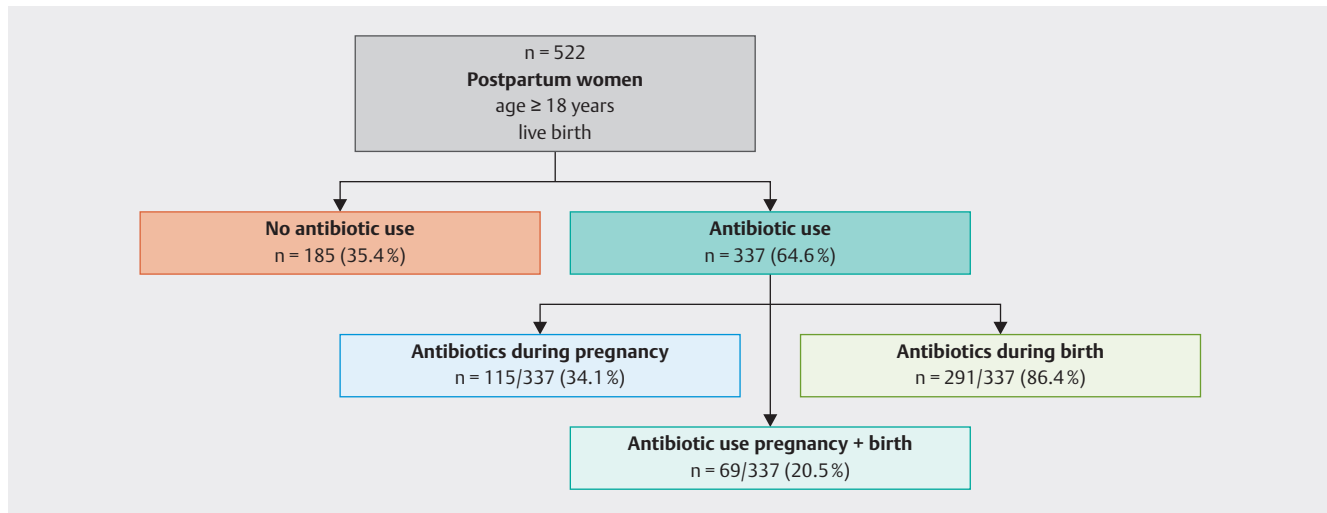 n = 522
Postpartum women
age ≥ 18 years
live birth
No antibiotic use
n = 185 (35.4 %)
Antibiotic use
n = 337 (64.6 %)
Antibiotics during pregnancy
n = 115/337 (34.1 %)
Antibiotics during birth
n = 291/337 (86.4 %)
Antibiotic use pregnancy + birth
n = 69/337 (20.5 %)